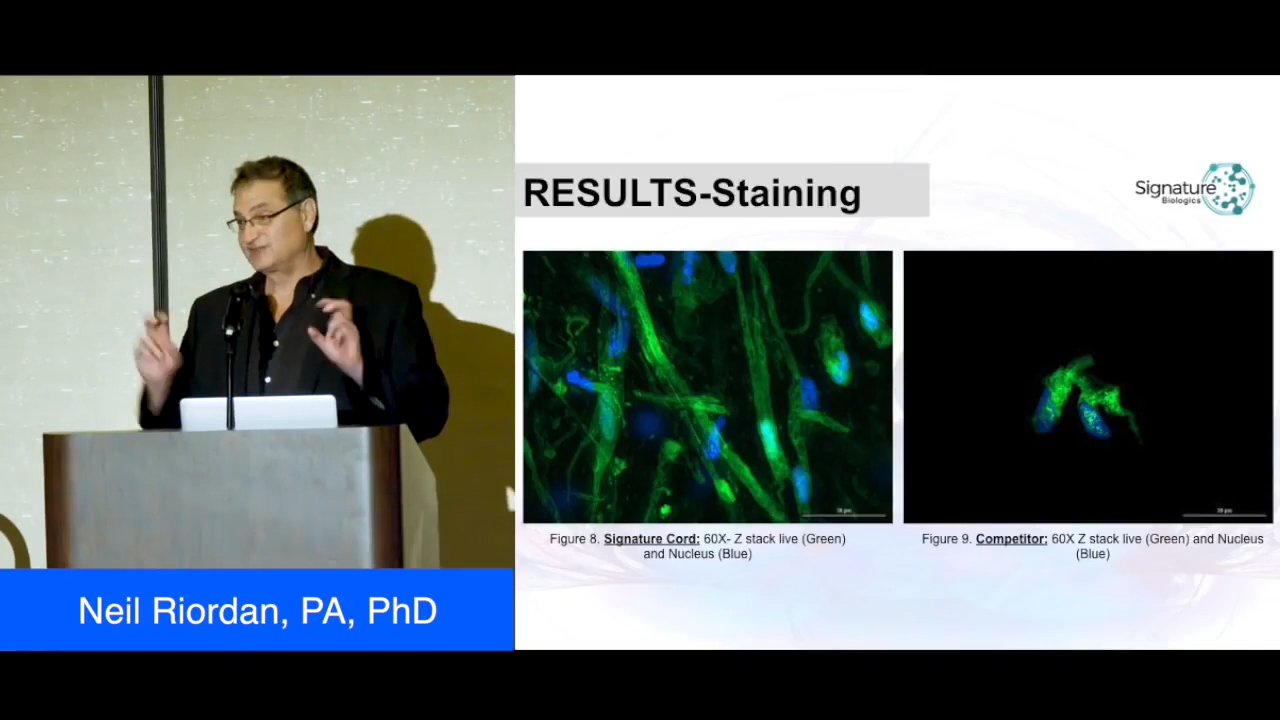 RESULTS-Staining
Signature
Biologics
Figure 8. Signature Cord: 60X- Z stack live (Green)
and Nucleus (Blue)
Figure 9. Competitor: 60X Z stack live (Green) and Nucleus
(Blue)
Neil Riordan, PA, PhD